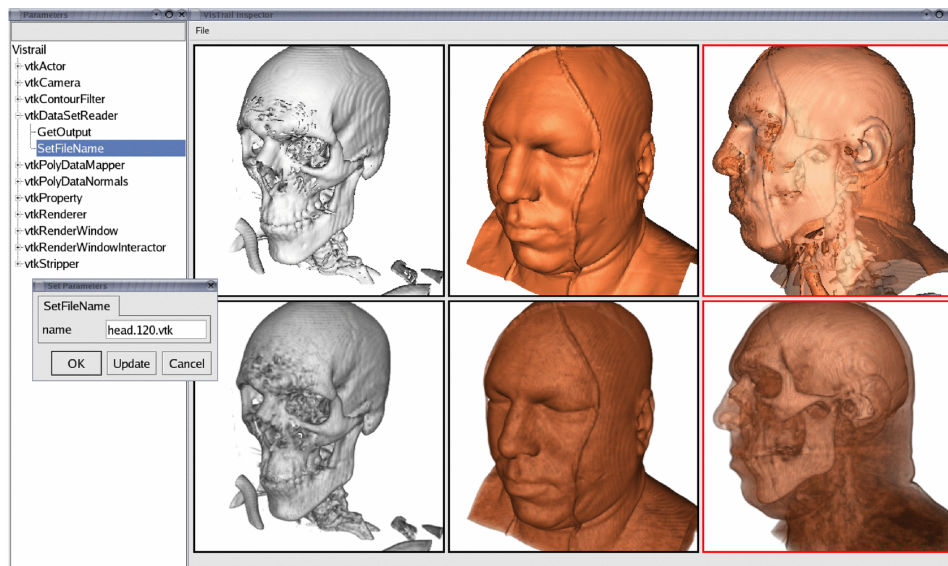 Parameters
VisTrail Inspector
File
Vistrail
vtkActor
vtkCamera
vtkContourFilter
vtkDataSetReader
GetOutput
SetFileName
vtkPolyDataMapper
vtkPolyDataNormals
vtkProperty
vtkRenderer
vtkRenderWindow
vtkRenderWindowInteractor
vtkStripper
Set Parameters
SetFileName
name head.120.vtk
OK Update Cancel